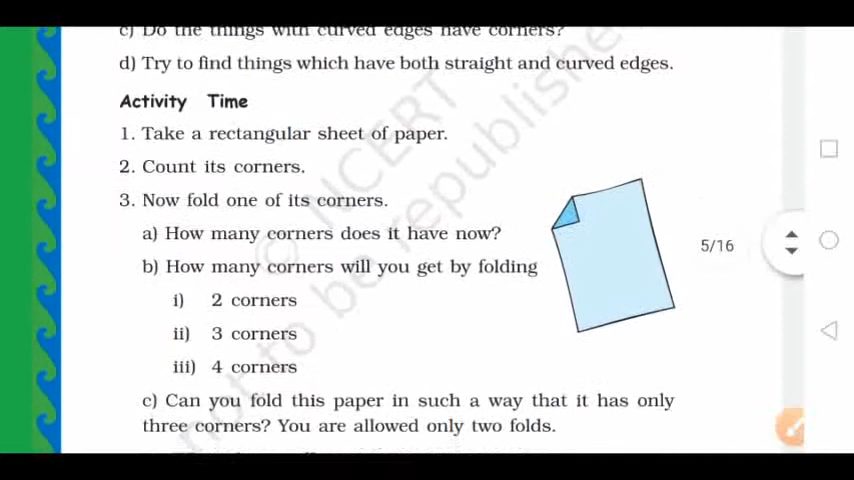 c) Do the things with curved edges have corners?
d) Try to find things which have both straight and curved edges.
Activity Time
1. Take a rectangular sheet of paper.
2. Count its corners.
3. Now fold one of its corners.
a) How many corners does it have now?
b) How many corners will you get by folding
i) 2 corners
ii) 3 corners
iii) 4 corners
5/16
c) Can you fold this paper in such a way that it has only
three corners? You are allowed only two folds.
© NCERT
not to be republished